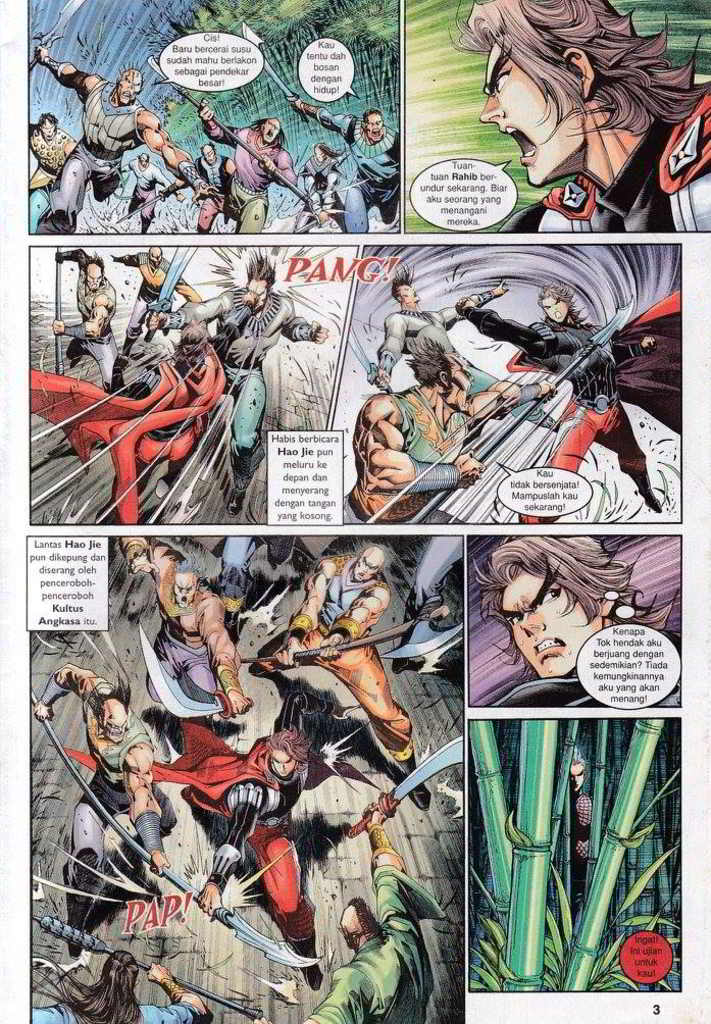 Cis!
Baru bercerai susu
sudah mahu berlakon
sebagai pendekar
besar!
Kau
tentu dah
bosan
dengan
hidup!
Tuan-
tuan Rahib ber-
undur sekarang. Biar
aku seorang yang
menangani
mereka.
PANG!
Habis berbicara
Hao Jie pun
meluru ke
depan dan
menyerang
dengan tangan
yang kosong.
Kau
tidak bersenjata!
Mampuslah kau
sekarang!
Lantas Hao Jie
pun dikepung dan
diserang oleh
penceroboh-
penceroboh
Kultus
Angkasa itu.
PAP!
Kenapa
Tok hendak aku
berjuang dengan
sedemikian? Tiada
kemungkinannya
aku yang akan
menang!
Ingat!
Ini ujian
untuk
kau!
3